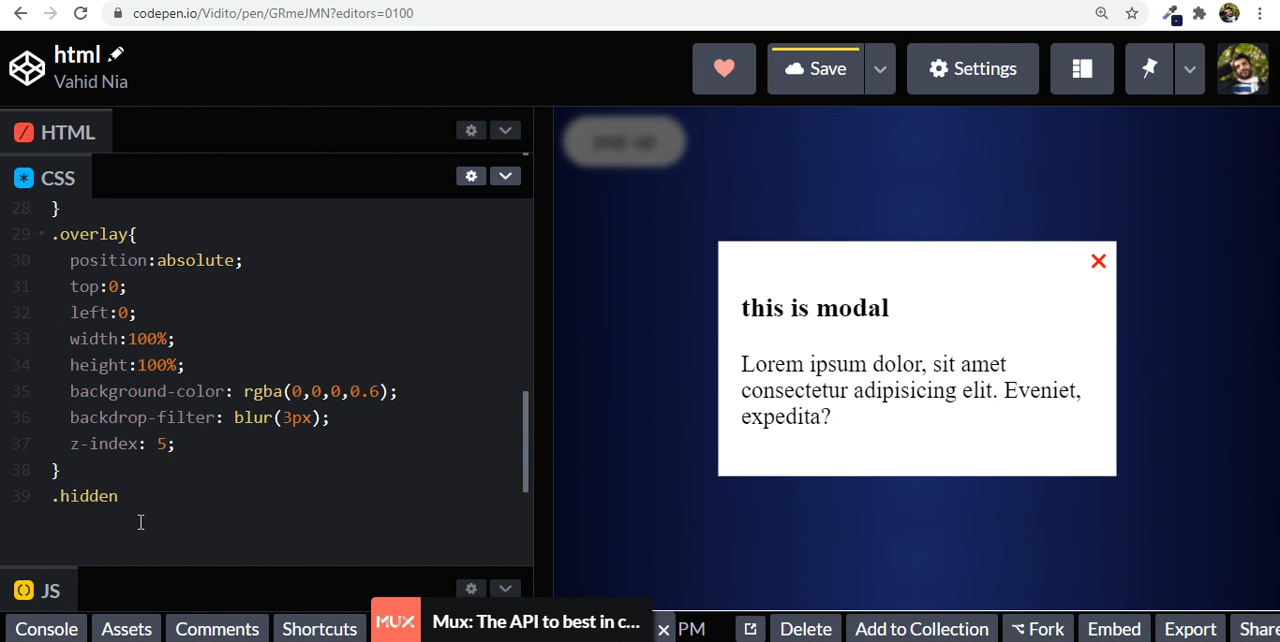 codepen.io/Vidito/pen/GRmeJMN?editors=0100
html
Vahid Nia
Save
Settings
HTML
CSS
28 }
29 .overlay{
30 position:absolute;
31 top:0;
32 left:0;
33 width:100%;
34 height:100%;
35 background-color: rgba(0,0,0,0.6);
36 backdrop-filter: blur(3px);
37 z-index: 5;
38 }
39 .hidden
JS
pop up
this is modal
Lorem ipsum dolor, sit amet
consectetur adipisicing elit. Eveniet,
expedita?
Console
Assets
Comments
Shortcuts
MUX
Mux: The API to best in c...
PM
Delete
Add to Collection
Fork
Embed
Export
Share